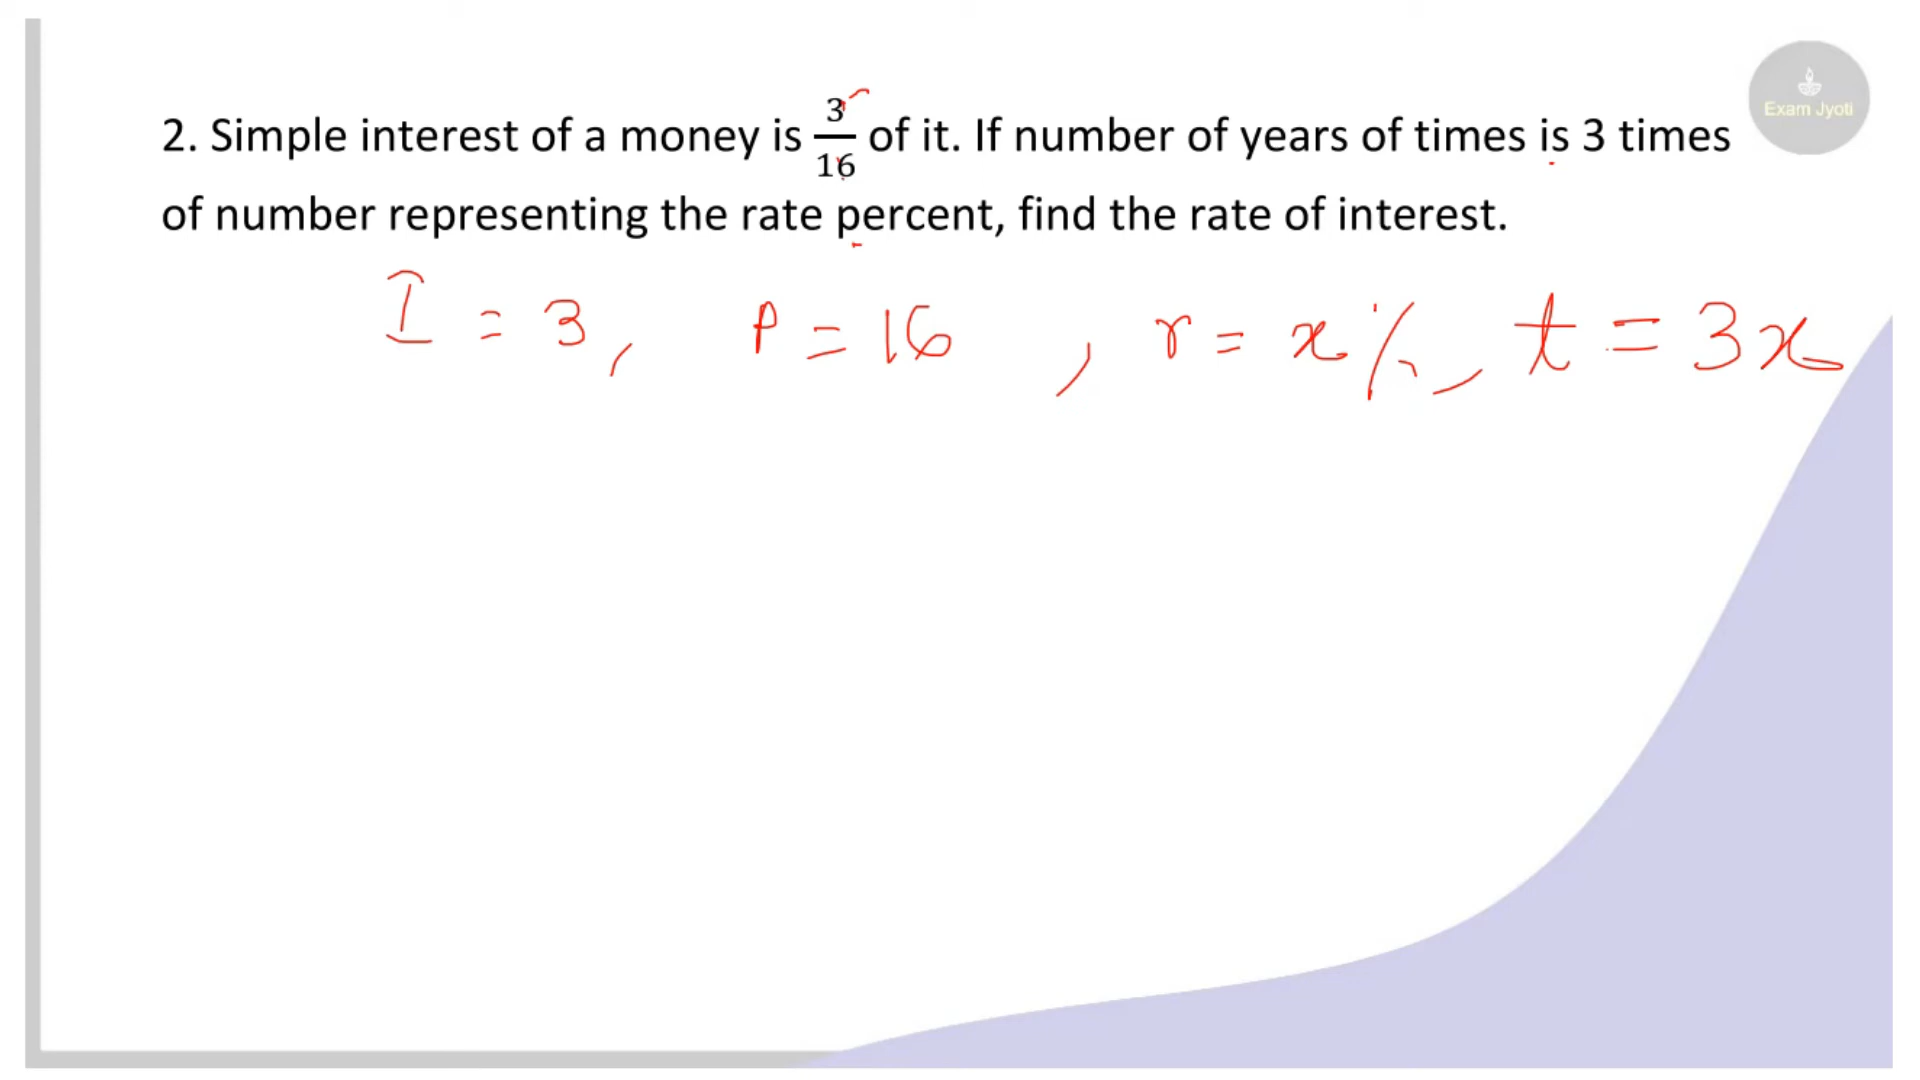 Exam Jyoti
2. Simple interest of a money is 3/16 of it. If number of years of times is 3 times
of number representing the rate percent, find the rate of interest.
I = 3, P = 16, r = x%, t = 3x